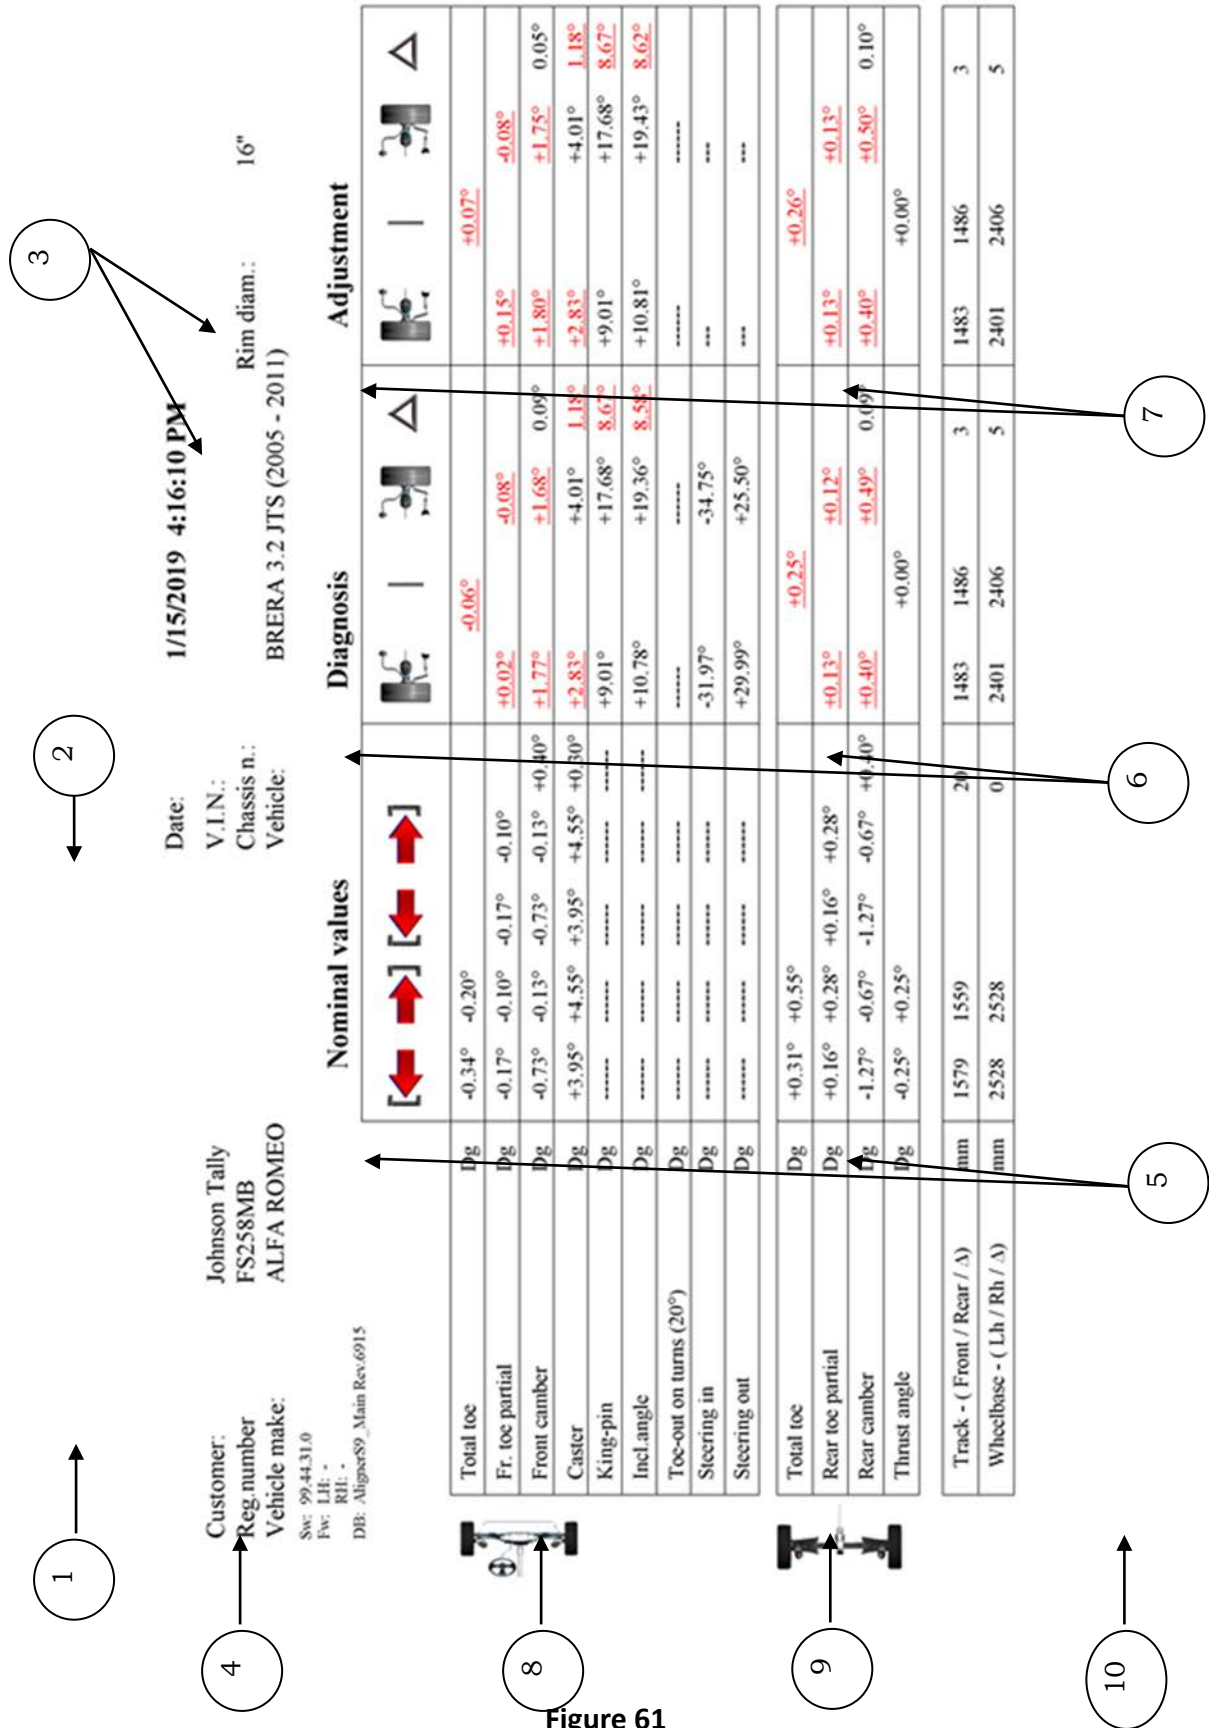 1
2
3
4
Date: 1/15/2019 4:16:10 PM
Customer: Johnson Tally V.I.N.:
Reg.number FS258MB Chassis n.: Rim diam.: 16"
Vehicle make: ALFA ROMEO Vehicle: BRERA 3.2 JTS (2005 - 2011)
Sw: 99.44.31.0
Fw: LH: -
RH: -
DB: AlignerS9_Main Rev.6915
Nominal values Diagnosis Adjustment
[ ] [ ] | Δ | Δ
Total toe Dg -0.34° -0.20° -0.06° +0.07°
Fr. toe partial Dg -0.17° -0.10° -0.17° -0.10° +0.02° -0.08° +0.15° -0.08°
Front camber Dg -0.73° -0.13° -0.73° -0.13° +0.40° +1.77° +1.68° 0.09° +1.80° +1.75° 0.05°
Caster Dg +3.95° +4.55° +3.95° +4.55° +0.30° +2.83° +4.01° 1.18° +2.83° +4.01° 1.18°
King-pin Dg ------ ------ ------ ------ ------ +9.01° +17.68° 8.67° +9.01° +17.68° 8.67°
Incl.angle Dg ------ ------ ------ ------ ------ +10.78° +19.36° 8.58° +10.81° +19.43° 8.62°
Toe-out on turns (20°) Dg ------ ------ ------ ------ ------ ------ ------ ------
Steering in Dg ------ ------ ------ ------ -31.97° -34.75° --- ---
Steering out Dg ------ ------ ------ ------ +29.99° +25.50° --- ---
8
Total toe Dg +0.31° +0.55° +0.25° +0.26°
Rear toe partial Dg +0.16° +0.28° +0.16° +0.28° +0.13° +0.12° +0.13° +0.13°
Rear camber Dg -1.27° -0.67° -1.27° -0.67° +0.40° +0.40° +0.49° 0.09° +0.40° +0.50° 0.10°
Thrust angle Dg -0.25° +0.25° +0.00° +0.00°
9
Track - ( Front / Rear / Δ) mm 1579 1559 20 1483 1486 3 1483 1486 3
Wheelbase - ( Lh / Rh / Δ) mm 2528 2528 0 2401 2406 5 2401 2406 5
10
5
6
7
Figure 61